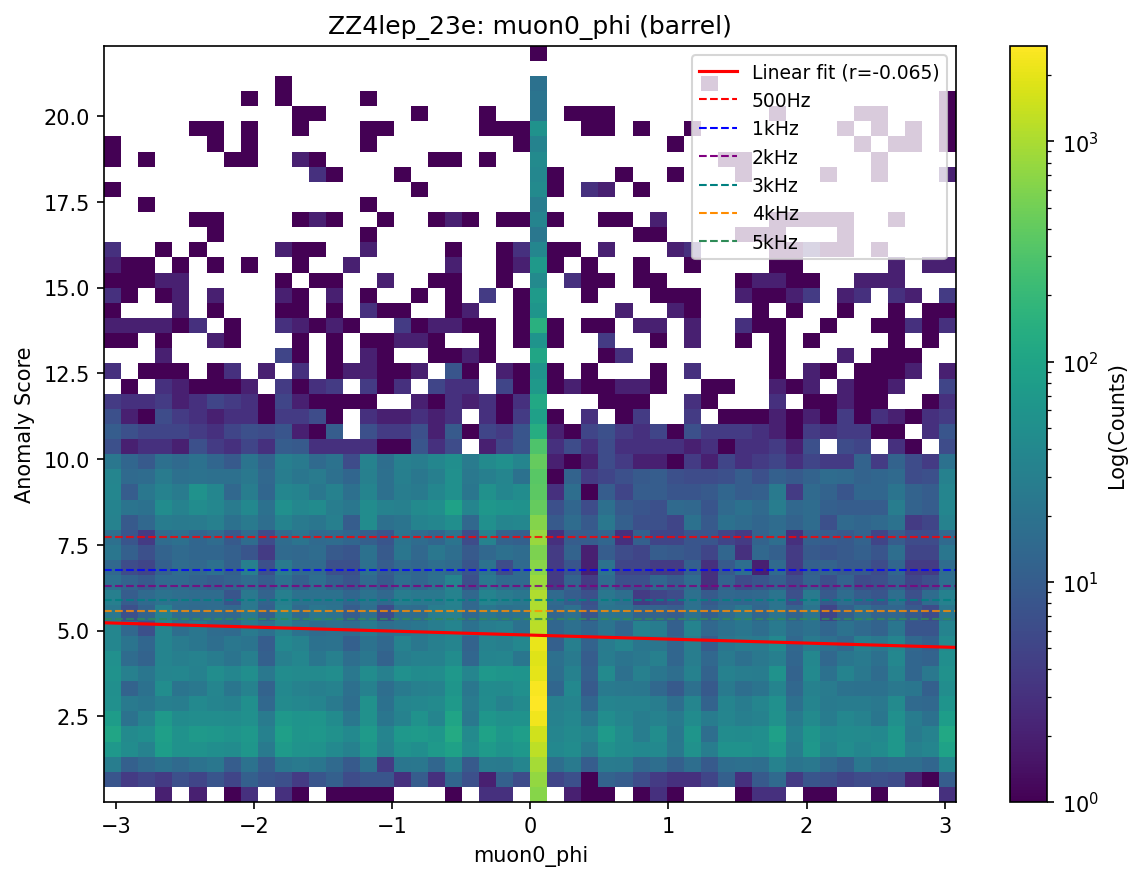 ZZ4lep_23e: muon0_phi (barrel)
Linear fit (r=-0.065)
500Hz
1kHz
2kHz
3kHz
4kHz
5kHz
20.0
17.5
15.0
12.5
10.0
7.5
5.0
2.5
Anomaly Score
−3
−2
−1
0
1
2
3
muon0_phi
10³
10²
10¹
10⁰
Log(Counts)